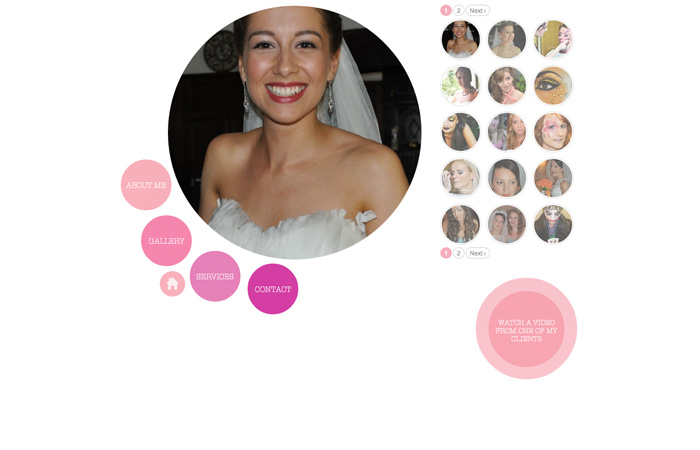 1 2 Next ›
ABOUT ME
GALLERY
SERVICES
CONTACT
1 2 Next ›
WATCH A VIDEO
FROM ONE OF MY
CLIENTS